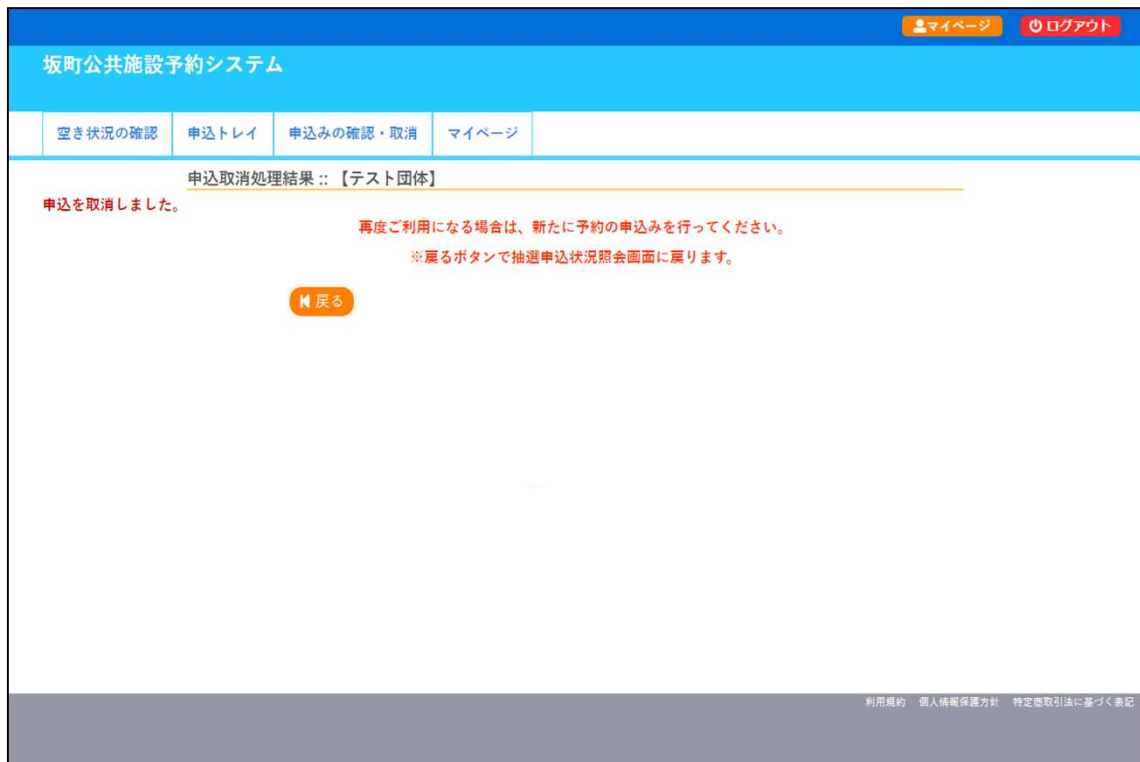 マイページ ログアウト
坂町公共施設予約システム
空き状況の確認 申込トレイ 申込みの確認・取消 マイページ
申込取消処理結果 :: 【テスト団体】
申込を取消しました。
再度ご利用になる場合は、新たに予約の申込みを行ってください。
※戻るボタンで抽選申込状況照会画面に戻ります。
戻る
利用規約 個人情報保護方針 特定商取引法に基づく表記